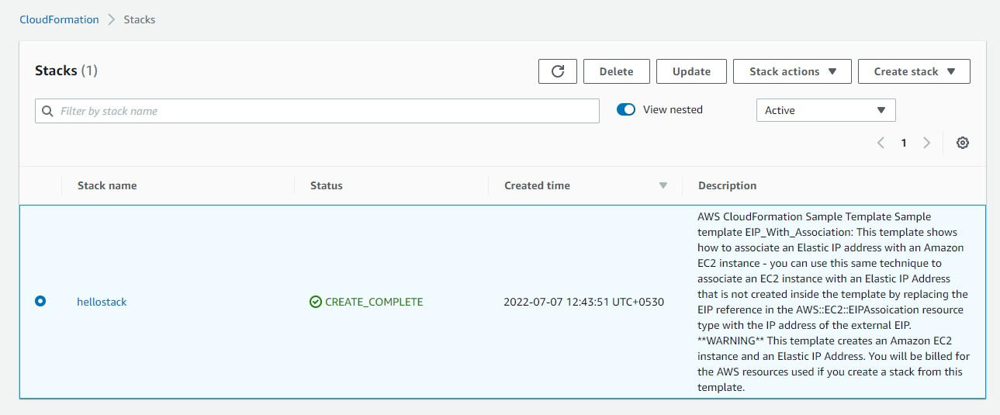 CloudFormation > Stacks
Stacks (1)
Delete
Update
Stack actions
Create stack
Filter by stack name
View nested
Active
1
Stack name
Status
Created time
Description
hellostack
CREATE_COMPLETE
2022-07-07 12:43:51 UTC+0530
AWS CloudFormation Sample Template Sample
template EIP_With_Association: This template shows
how to associate an Elastic IP address with an Amazon
EC2 instance - you can use this same technique to
associate an EC2 instance with an Elastic IP Address
that is not created inside the template by replacing the
EIP reference in the AWS::EC2::EIPAssoication resource
type with the IP address of the external EIP.
**WARNING** This template creates an Amazon EC2
instance and an Elastic IP Address. You will be billed for
the AWS resources used if you create a stack from this
template.